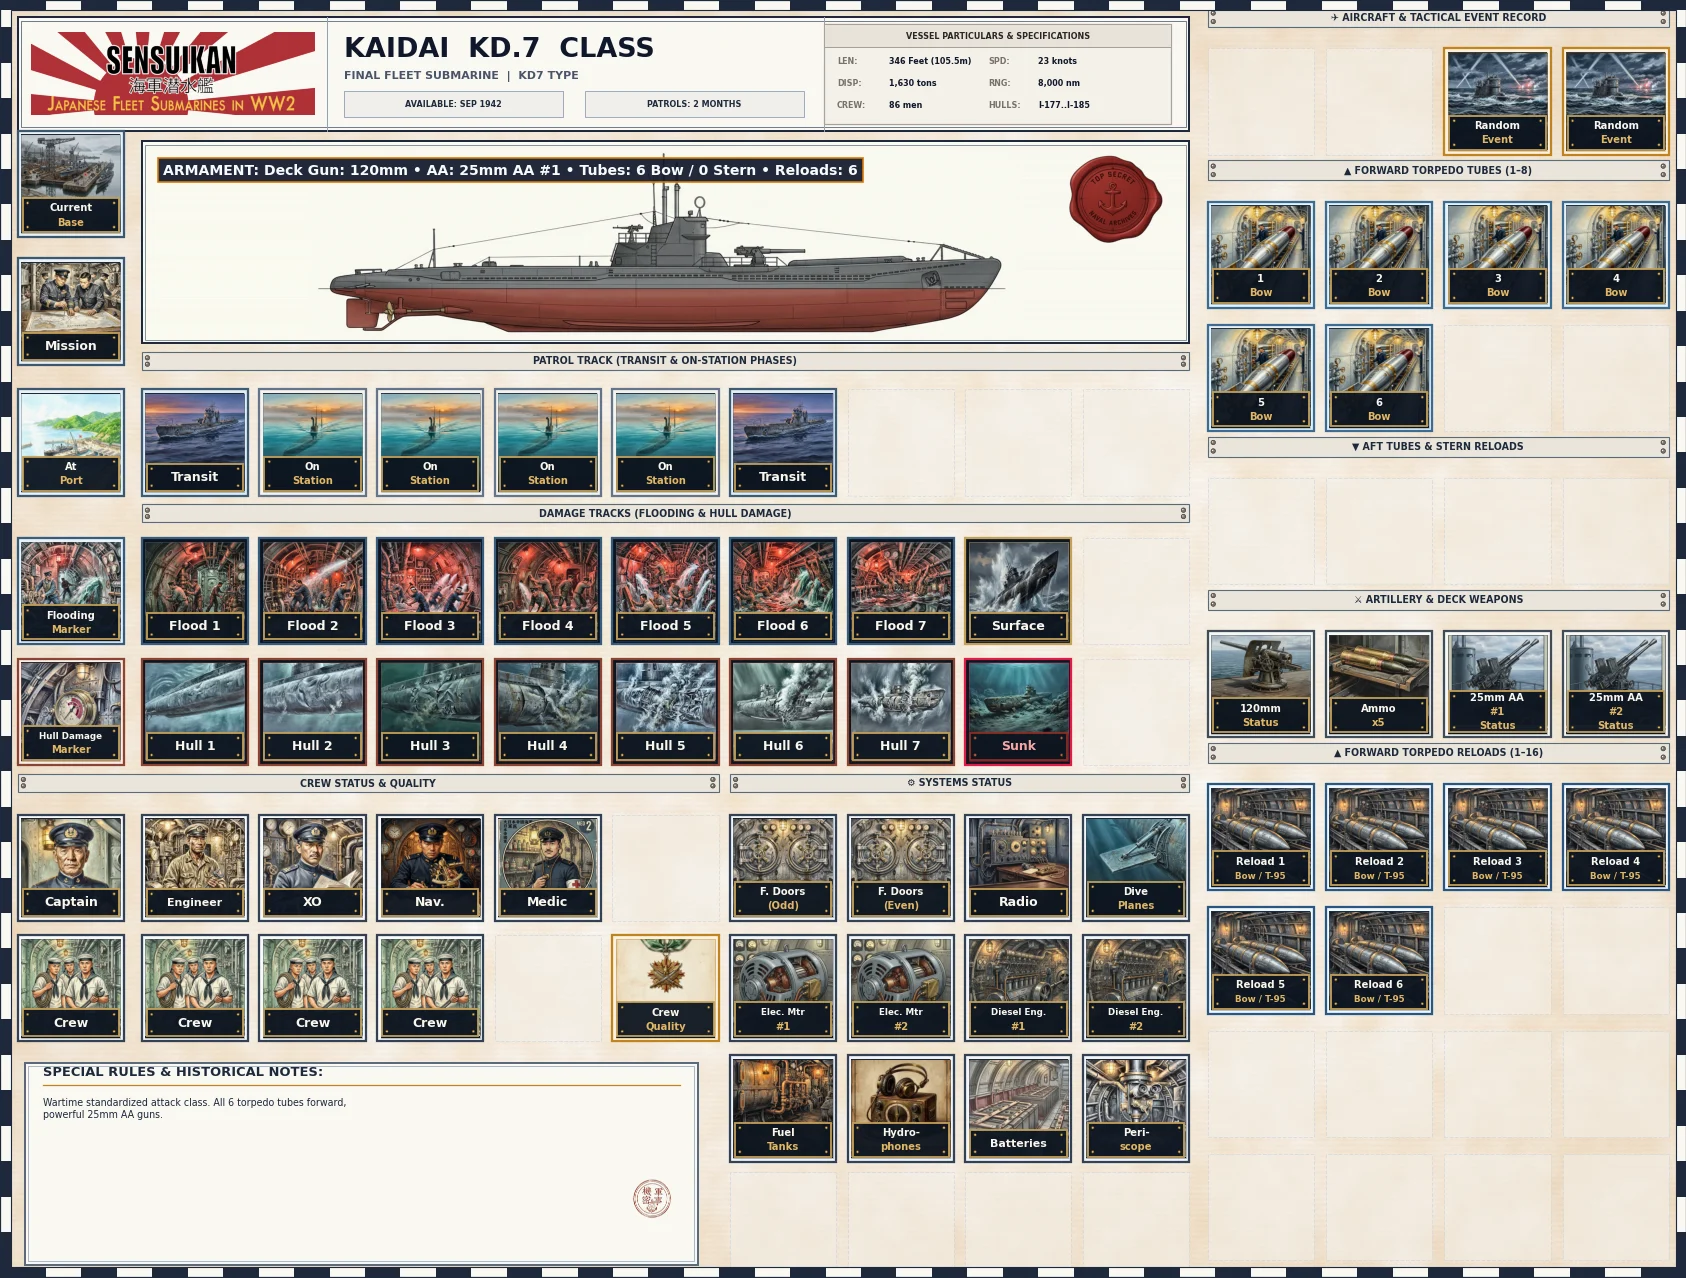 SENSUIKAN
海軍潜水艦
JAPANESE FLEET SUBMARINES IN WW2
KAIDAI KD.7 CLASS
FINAL FLEET SUBMARINE | KD7 TYPE
AVAILABLE: SEP 1942
PATROLS: 2 MONTHS
VESSEL PARTICULARS & SPECIFICATIONS
LEN: 346 Feet (105.5m) SPD: 23 knots
DISP: 1,630 tons RNG: 8,000 nm
CREW: 86 men HULLS: I-177..I-185
Current
Base
Mission
ARMAMENT: Deck Gun: 120mm • AA: 25mm AA #1 • Tubes: 6 Bow / 0 Stern • Reloads: 6
TOP SECRET
NAVAL ARCHIVES
PATROL TRACK (TRANSIT & ON-STATION PHASES)
At
Port
Transit
On
Station
On
Station
On
Station
On
Station
Transit
DAMAGE TRACKS (FLOODING & HULL DAMAGE)
Flooding
Marker
Flood 1
Flood 2
Flood 3
Flood 4
Flood 5
Flood 6
Flood 7
Surface
Hull Damage
Marker
Hull 1
Hull 2
Hull 3
Hull 4
Hull 5
Hull 6
Hull 7
Sunk
CREW STATUS & QUALITY
Captain
Engineer
XO
Nav.
Medic
Crew
Crew
Crew
Crew
Crew
Quality
⚙ SYSTEMS STATUS
F. Doors
(Odd)
F. Doors
(Even)
Radio
Dive
Planes
Elec. Mtr
#1
Elec. Mtr
#2
Diesel Eng.
#1
Diesel Eng.
#2
Fuel
Tanks
Hydro-
phones
Batteries
Peri-
scope
SPECIAL RULES & HISTORICAL NOTES:
Wartime standardized attack class. All 6 torpedo tubes forward,
powerful 25mm AA guns.
✈ AIRCRAFT & TACTICAL EVENT RECORD
Random
Event
Random
Event
▲ FORWARD TORPEDO TUBES (1–8)
1
Bow
2
Bow
3
Bow
4
Bow
5
Bow
6
Bow
▼ AFT TUBES & STERN RELOADS
⚔ ARTILLERY & DECK WEAPONS
120mm
Status
Ammo
x5
25mm AA
#1
Status
25mm AA
#2
Status
▲ FORWARD TORPEDO RELOADS (1–16)
Reload 1
Bow / T-95
Reload 2
Bow / T-95
Reload 3
Bow / T-95
Reload 4
Bow / T-95
Reload 5
Bow / T-95
Reload 6
Bow / T-95